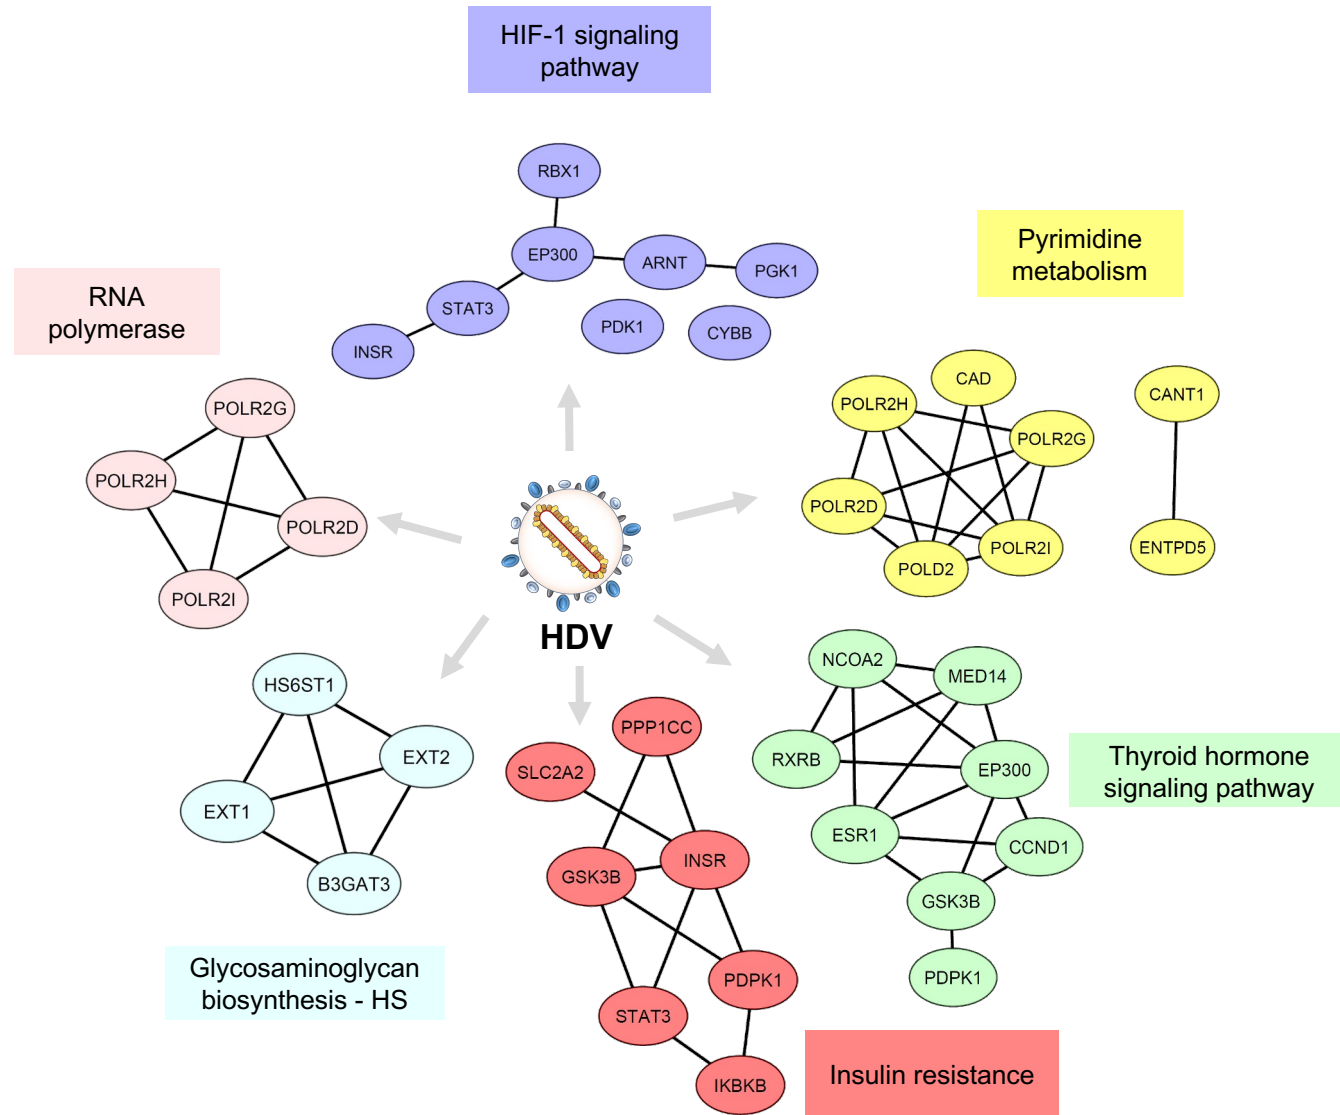 HIF-1 signaling
pathway
RBX1
EP300
ARNT
PGK1
STAT3
PDK1
CYBB
INSR
Pyrimidine
metabolism
RNA
polymerase
POLR2G
POLR2H
POLR2D
POLR2I
CAD
POLR2H
POLR2G
POLR2D
POLR2I
POLD2
CANT1
ENTPD5
HDV
HS6ST1
EXT2
EXT1
B3GAT3
Glycosaminoglycan
biosynthesis - HS
PPP1CC
SLC2A2
INSR
GSK3B
PDPK1
STAT3
IKBKB
Insulin resistance
NCOA2
MED14
RXRB
EP300
ESR1
CCND1
GSK3B
PDPK1
Thyroid hormone
signaling pathway